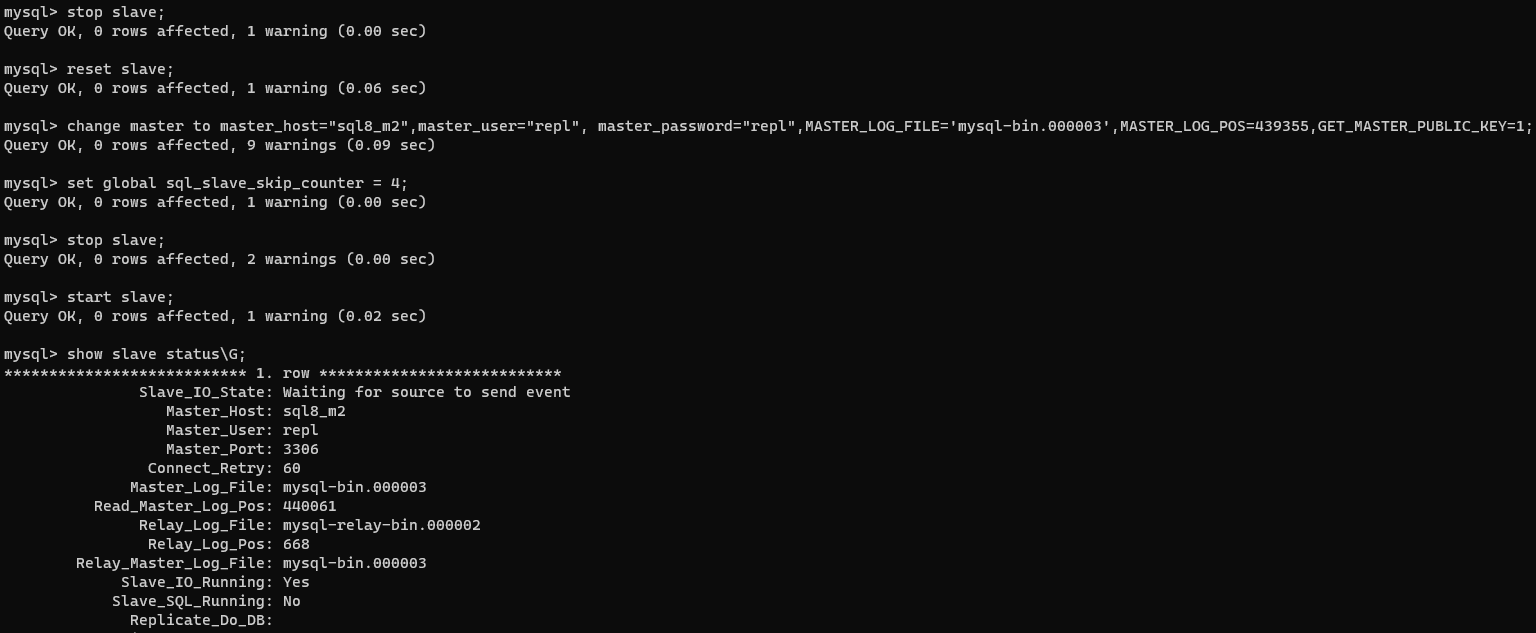 mysql> stop slave;
Query OK, 0 rows affected, 1 warning (0.00 sec)
mysql> reset slave;
Query OK, 0 rows affected, 1 warning (0.06 sec)
mysql> change master to master_host="sql8_m2",master_user="repl", master_password="repl",MASTER_LOG_FILE='mysql-bin.000003',MASTER_LOG_POS=439355,GET_MASTER_PUBLIC_KEY=1;
Query OK, 0 rows affected, 9 warnings (0.09 sec)
mysql> set global sql_slave_skip_counter = 4;
Query OK, 0 rows affected, 1 warning (0.00 sec)
mysql> stop slave;
Query OK, 0 rows affected, 2 warnings (0.00 sec)
mysql> start slave;
Query OK, 0 rows affected, 1 warning (0.02 sec)
mysql> show slave status\G;
*************************** 1. row ***************************
Slave_IO_State: Waiting for source to send event
Master_Host: sql8_m2
Master_User: repl
Master_Port: 3306
Connect_Retry: 60
Master_Log_File: mysql-bin.000003
Read_Master_Log_Pos: 440061
Relay_Log_File: mysql-relay-bin.000002
Relay_Log_Pos: 668
Relay_Master_Log_File: mysql-bin.000003
Slave_IO_Running: Yes
Slave_SQL_Running: No
Replicate_Do_DB: